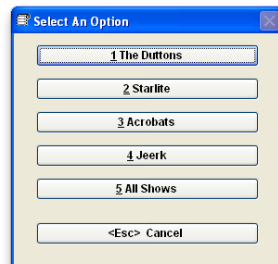 Select An Option
1 The Duttons
2 Starlite
3 Acrobats
4 Jeerk
5 All Shows
<Esc> Cancel